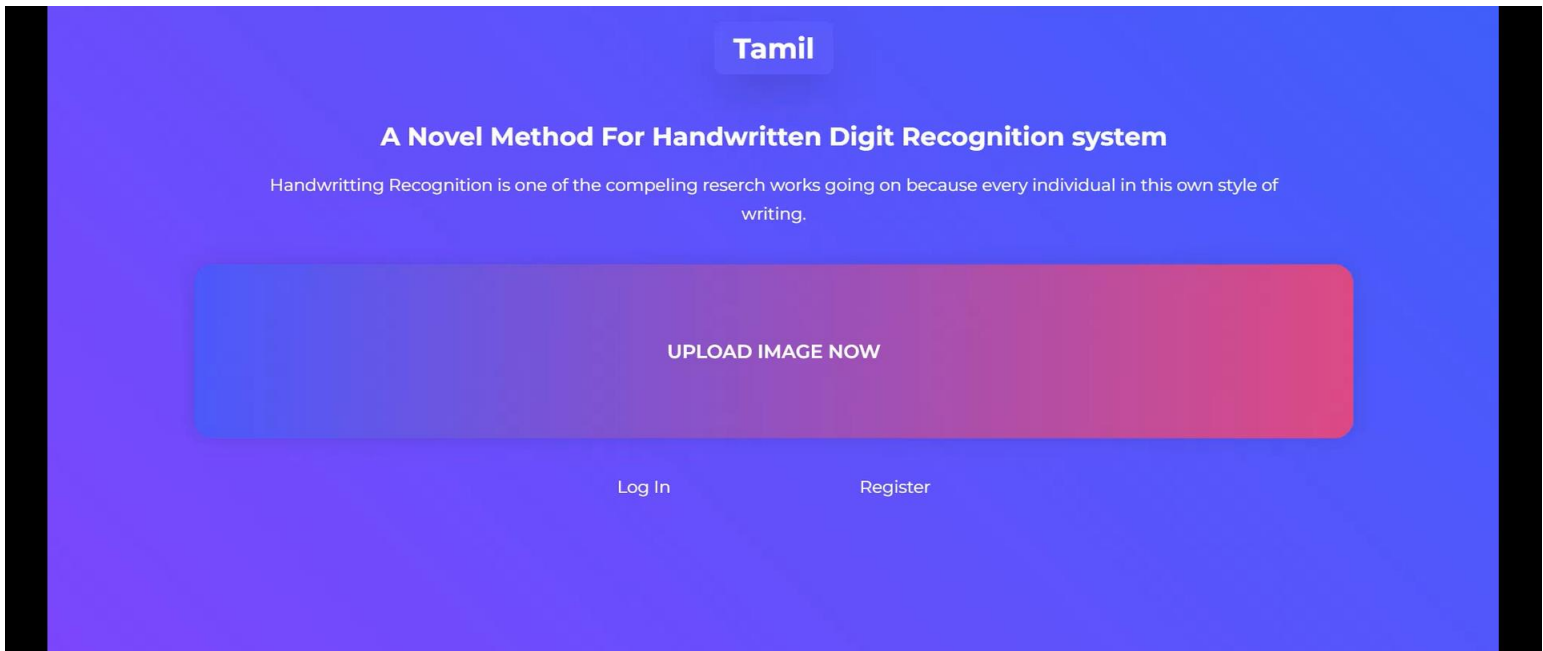 Tamil
A Novel Method For Handwritten Digit Recognition system
Handwritting Recognition is one of the compeling reserch works going on because every individual in this own style of
writing.
UPLOAD IMAGE NOW
Log In Register